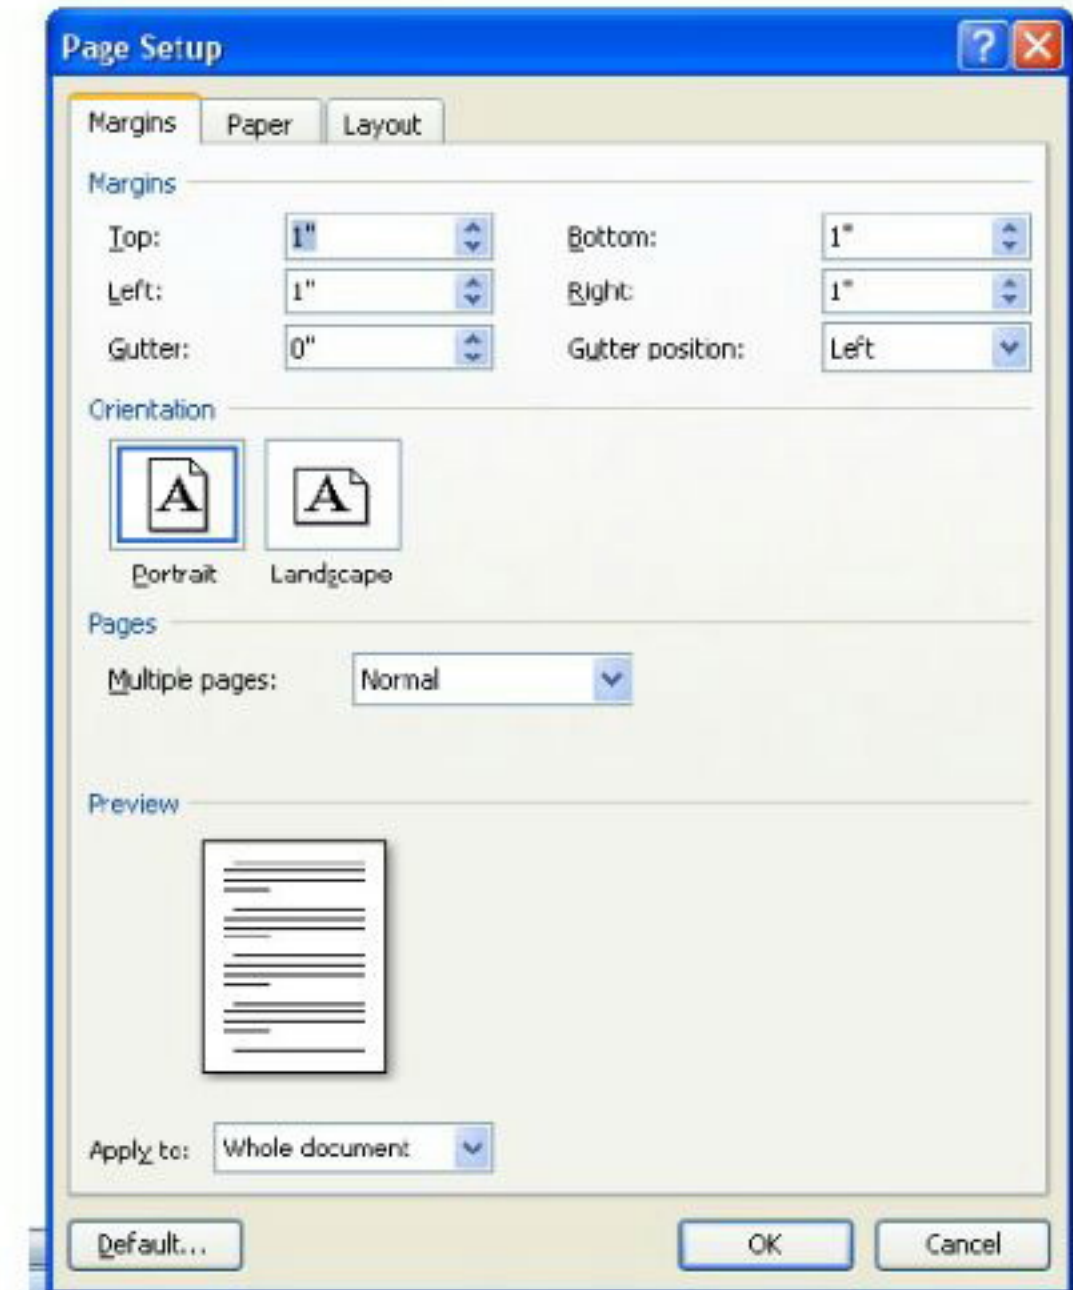 Page Setup
Margins Paper Layout
Margins
Top: 1" Bottom: 1"
Left: 1" Right: 1"
Gutter: 0" Gutter position: Left
Orientation
A A
Portrait Landscape
Pages
Multiple pages: Normal
Preview
Apply to: Whole document
Default... OK Cancel